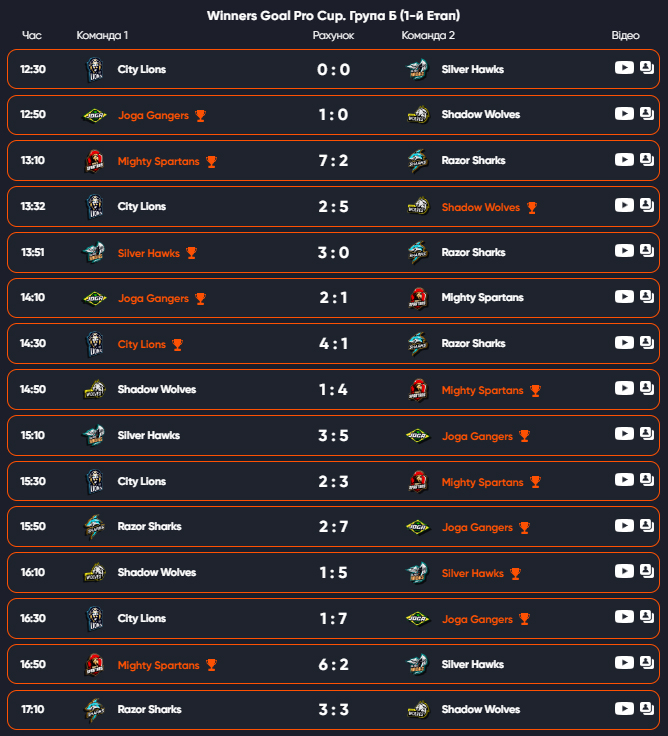 Winners Goal Pro Cup. Група Б (1-й Етап)
Час Команда 1 Рахунок Команда 2 Відео
12:30 City Lions 0 : 0 Silver Hawks
12:50 Joga Gangers 1 : 0 Shadow Wolves
13:10 Mighty Spartans 7 : 2 Razor Sharks
13:32 City Lions 2 : 5 Shadow Wolves
13:51 Silver Hawks 3 : 0 Razor Sharks
14:10 Joga Gangers 2 : 1 Mighty Spartans
14:30 City Lions 4 : 1 Razor Sharks
14:50 Shadow Wolves 1 : 4 Mighty Spartans
15:10 Silver Hawks 3 : 5 Joga Gangers
15:30 City Lions 2 : 3 Mighty Spartans
15:50 Razor Sharks 2 : 7 Joga Gangers
16:10 Shadow Wolves 1 : 5 Silver Hawks
16:30 City Lions 1 : 7 Joga Gangers
16:50 Mighty Spartans 6 : 2 Silver Hawks
17:10 Razor Sharks 3 : 3 Shadow Wolves